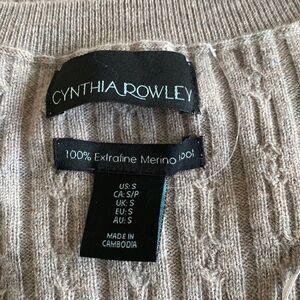 CYNTHIA ROWLEY
100% Extrafine Merino Wool
US: S
CA: S/P
UK: S
EU: S
AU: S
MADE IN
CAMBODIA